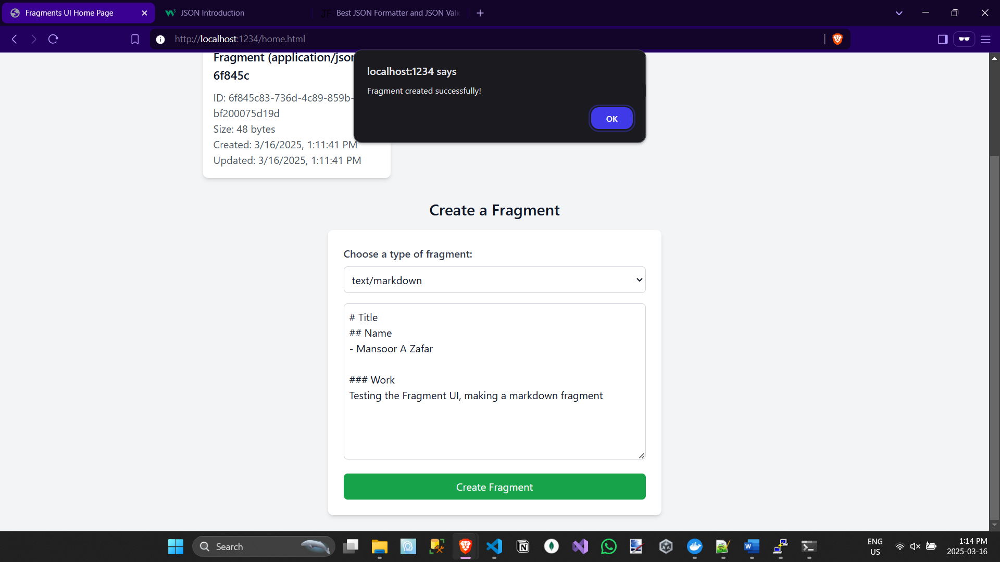 Fragments UI Home Page
JSON Introduction
JF
Best JSON Formatter and JSON Vali
http://localhost:1234/home.html
Fragment (application/json
6f845c
ID: 6f845c83-736d-4c89-859b-
bf200075d19d
Size: 48 bytes
Created: 3/16/2025, 1:11:41 PM
Updated: 3/16/2025, 1:11:41 PM
localhost:1234 says
Fragment created successfully!
OK
Create a Fragment
Choose a type of fragment:
text/markdown
# Title
## Name
- Mansoor A Zafar
### Work
Testing the Fragment UI, making a markdown fragment
Create Fragment
Search
ENG
US
1:14 PM
2025-03-16